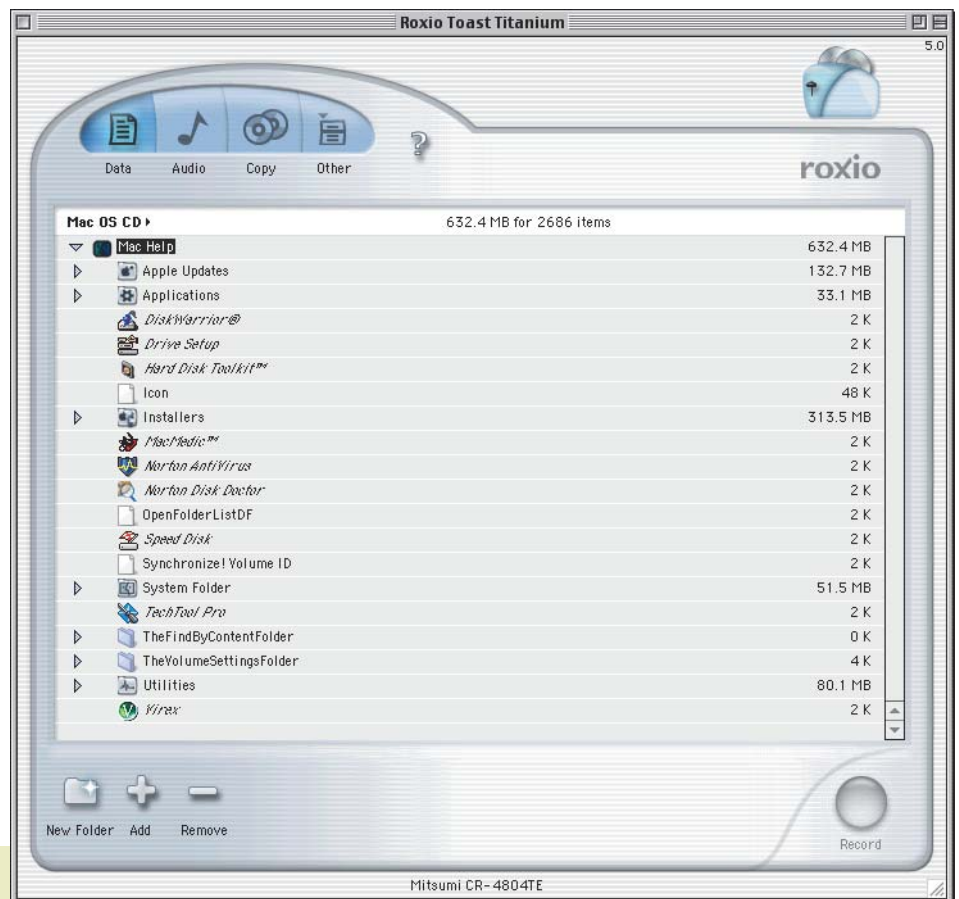 Roxio Toast Titanium
5.0
Data Audio Copy Other
roxio
Mac OS CD 632.4 MB for 2686 items
Mac Help 632.4 MB
Apple Updates 132.7 MB
Applications 33.1 MB
DiskWarrior® 2 K
Drive Setup 2 K
Hard Disk Toolkit™ 2 K
Icon 48 K
Installers 313.5 MB
MacMedic™ 2 K
Norton AntiVirus 2 K
Norton Disk Doctor 2 K
OpenFolderListDF 2 K
Speed Disk 2 K
Synchronize! Volume ID 2 K
System Folder 51.5 MB
TechTool Pro 2 K
TheFindByContentFolder 0 K
TheVolumeSettingsFolder 4 K
Utilities 80.1 MB
Virex 2 K
New Folder Add Remove
Record
Mitsumi CR-4804TE